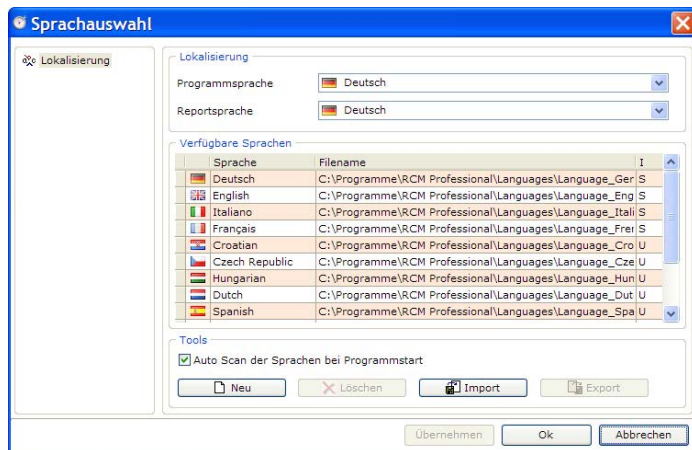 Sprachauswahl
Lokalisierung
Lokalisierung
Programmsprache Deutsch
Reportsprache Deutsch
Verfügbare Sprachen
Sprache Filename I
Deutsch C:\Programme\RCM Professional\Languages\Language_Ger S
English C:\Programme\RCM Professional\Languages\Language_Eng S
Italiano C:\Programme\RCM Professional\Languages\Language_Itali S
Français C:\Programme\RCM Professional\Languages\Language_Frer S
Croatian C:\Programme\RCM Professional\Languages\Language_Cro U
Czech Republic C:\Programme\RCM Professional\Languages\Language_Cze U
Hungarian C:\Programme\RCM Professional\Languages\Language_Hun U
Dutch C:\Programme\RCM Professional\Languages\Language_Dut U
Spanish C:\Programme\RCM Professional\Languages\Language_Spa U
Tools
Auto Scan der Sprachen bei Programmstart
Neu Löschen Import Export
Übernehmen Ok Abbrechen